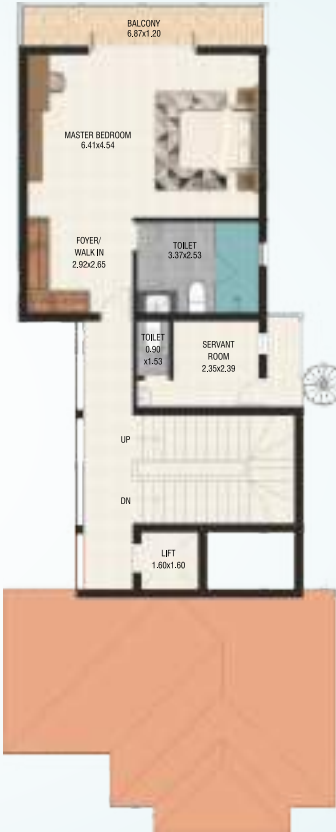 BALCONY
6.87x1.20
MASTER BEDROOM
6.41x4.54
FOYER/
WALK IN
2.92x2.65
TOILET
3.37x2.53
TOILET
0.90
x1.53
SERVANT
ROOM
2.35x2.39
UP
DN
LIFT
1.60x1.60